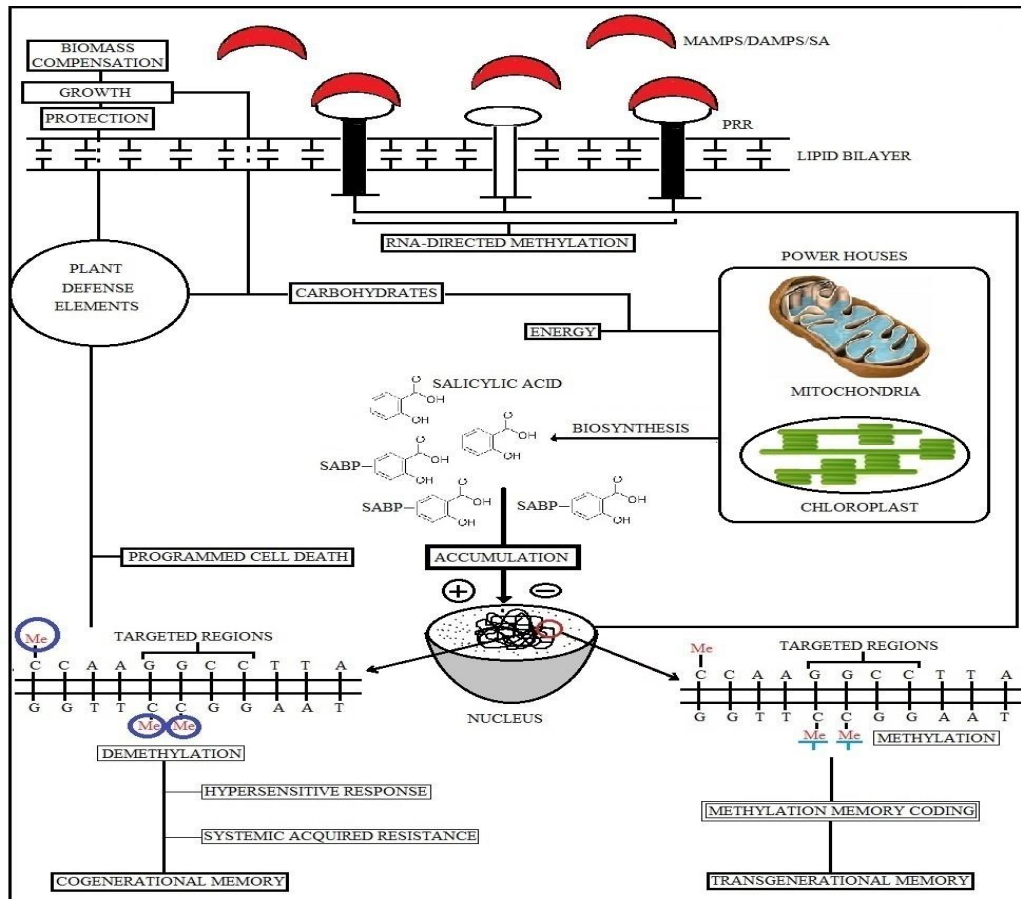 BIOMASS
COMPENSATION
GROWTH
PROTECTION
MAMPS/DAMPS/SA
PRR
LIPID BILAYER
RNA-DIRECTED METHYLATION
PLANT
DEFENSE
ELEMENTS
CARBOHYDRATES
ENERGY
POWER HOUSES
MITOCHONDRIA
CHLOROPLAST
BIOSYNTHESIS
SALICYLIC ACID
O
OH
OH
O
OH
OH
SABP
O
OH
OH
SABP
O
OH
OH
SABP
O
OH
OH
PROGRAMMED CELL DEATH
ACCUMULATION
+ −
NUCLEUS
Me
TARGETED REGIONS
C C A A G G C C T T A
G G T T C C G G A A T
Me Me
DEMETHYLATION
HYPERSENSITIVE RESPONSE
SYSTEMIC ACQUIRED RESISTANCE
COGENERATIONAL MEMORY
Me
TARGETED REGIONS
C C A A G G C C T T A
G G T T C C G G A A T
Me Me
METHYLATION
METHYLATION MEMORY CODING
TRANSGENERATIONAL MEMORY